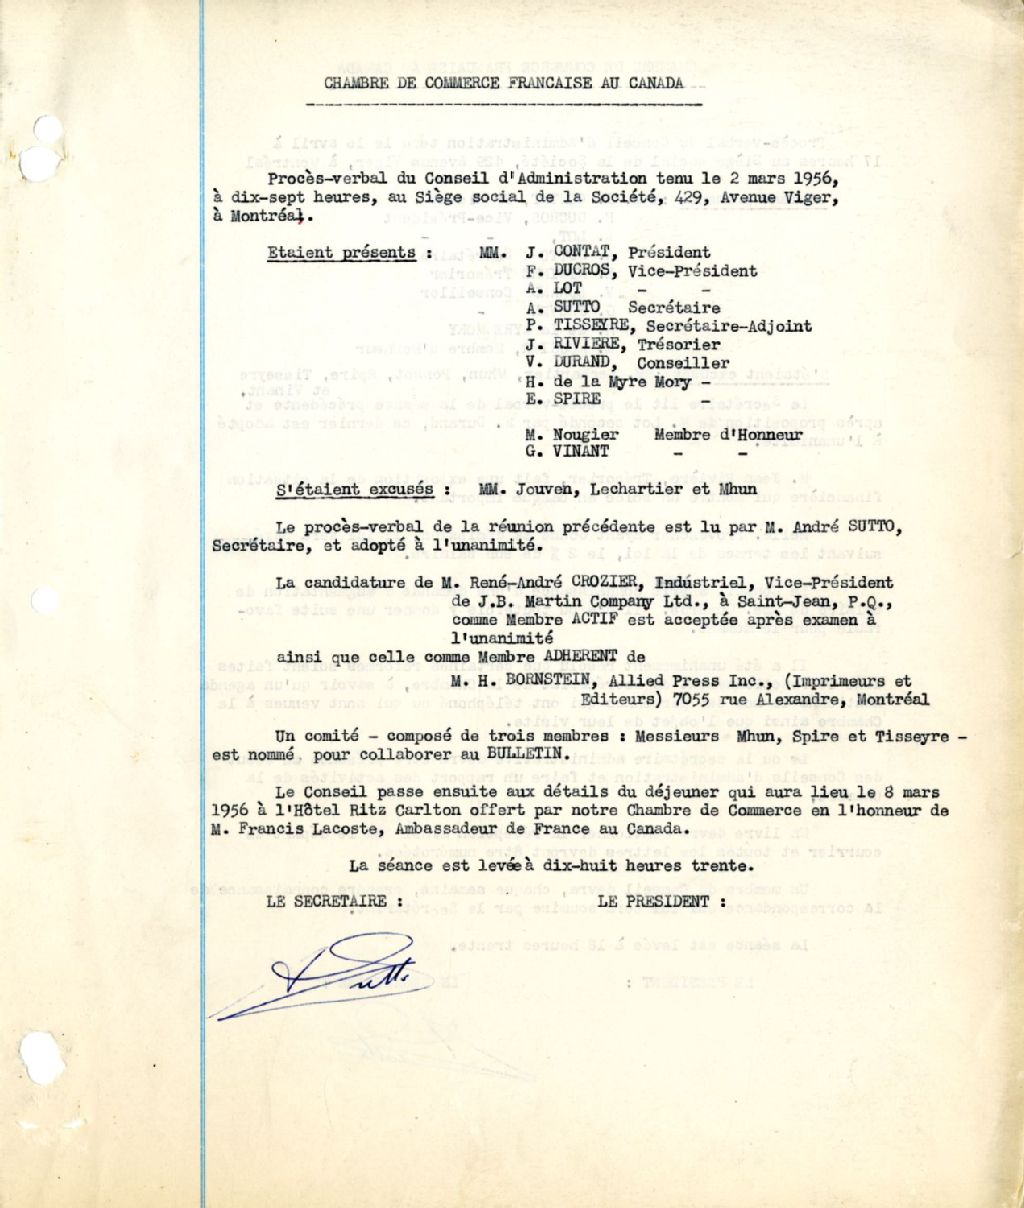 CHAMBRE DE COMMERCE FRANCAISE AU CANADA
Procès-verbal du Conseil d'Administration tenu le 2 mars 1956,
à dix-sept heures, au Siège social de la Société, 429, Avenue Viger,
à Montréal.
Etaient présents : MM. J. CONTAT, Président
F. DUCROS, Vice-Président
A. LOT - -
A. SUTTO Secrétaire
P. TISSEYRE, Secrétaire-Adjoint
J. RIVIERE, Trésorier
V. DURAND, Conseiller
H. de la Myre Mory -
E. SPIRE -
M. Nougier Membre d'Honneur
G. VINANT - -
S'étaient excusés : MM. Jouven, Lechartier et Mhun
Le procès-verbal de la réunion précédente est lu par M. André SUTTO,
Secrétaire, et adopté à l'unanimité.
La candidature de M. René-André CROZIER, Industriel, Vice-Président
de J.B. Martin Company Ltd., à Saint-Jean, P.Q.,
comme Membre ACTIF est acceptée après examen à
l'unanimité
ainsi que celle comme Membre ADHERENT de
M. H. BORNSTEIN, Allied Press Inc., (Imprimeurs et
Editeurs) 7055 rue Alexandre, Montréal
Un comité - composé de trois membres : Messieurs Mhun, Spire et Tisseyre -
est nommé pour collaborer au BULLETIN.
Le Conseil passe ensuite aux détails du déjeuner qui aura lieu le 8 mars
1956 à l'Hôtel Ritz Carlton offert par notre Chambre de Commerce en l'honneur de
M. Francis Lacoste, Ambassadeur de France au Canada.
La séance est levée à dix-huit heures trente.
LE SECRETAIRE : LE PRESIDENT :
A Sutto